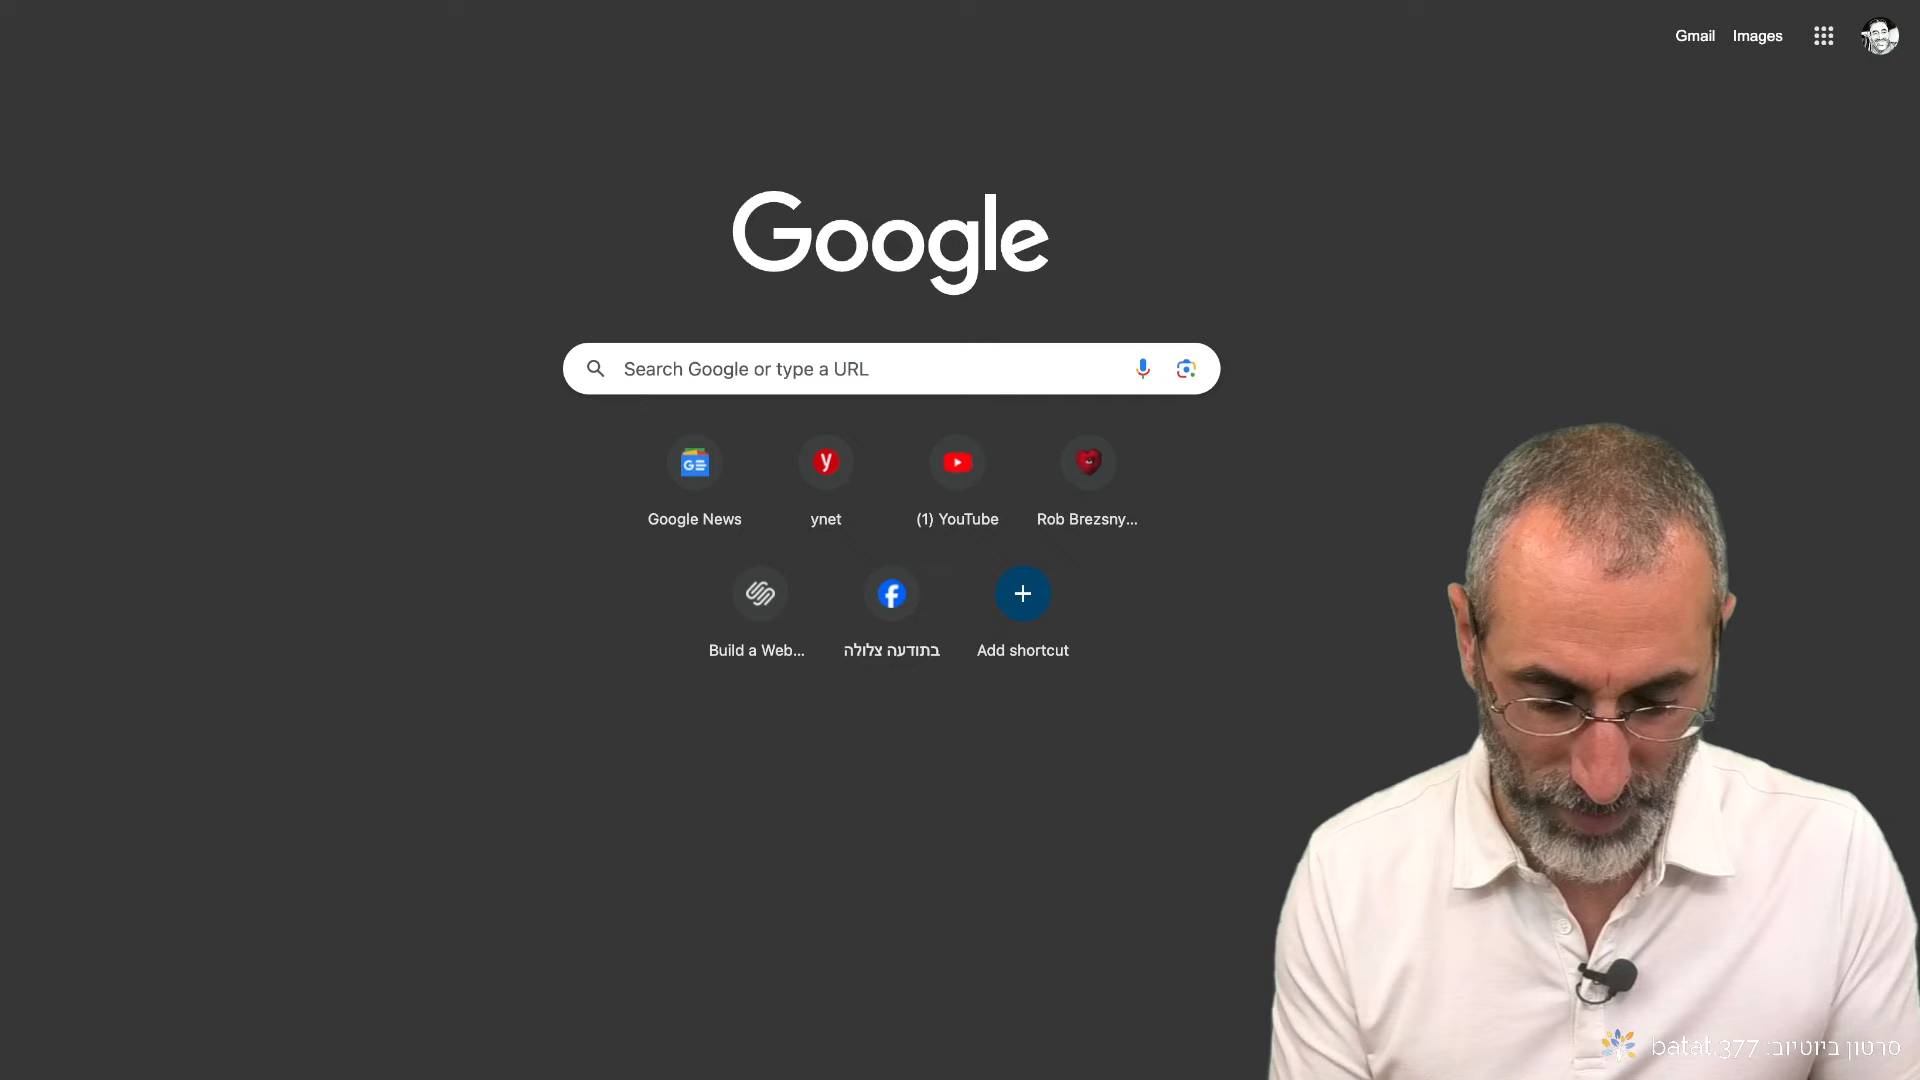 Gmail Images
Google
Search Google or type a URL
GE
y
Google News
ynet
(1) YouTube
Rob Brezsny...
Build a Web...
בתודעה צלולה
Add shortcut
סרטון ביוטיוב: batat.377